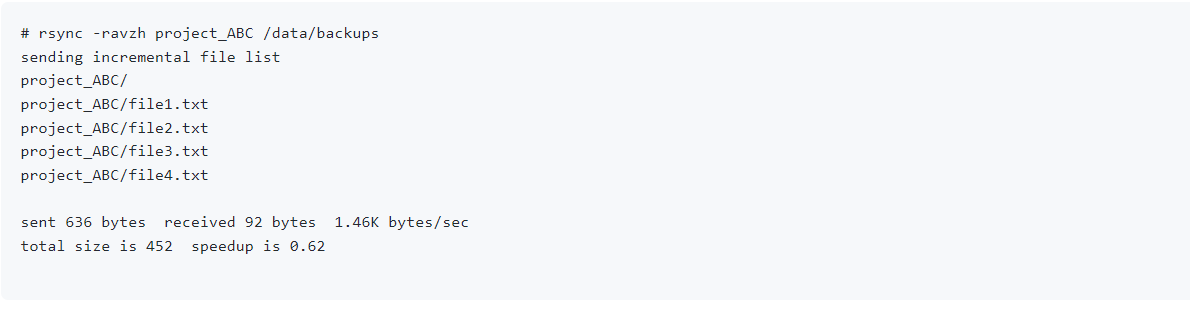 # rsync -ravzh project_ABC /data/backups
sending incremental file list
project_ABC/
project_ABC/file1.txt
project_ABC/file2.txt
project_ABC/file3.txt
project_ABC/file4.txt
sent 636 bytes  received 92 bytes  1.46K bytes/sec
total size is 452  speedup is 0.62